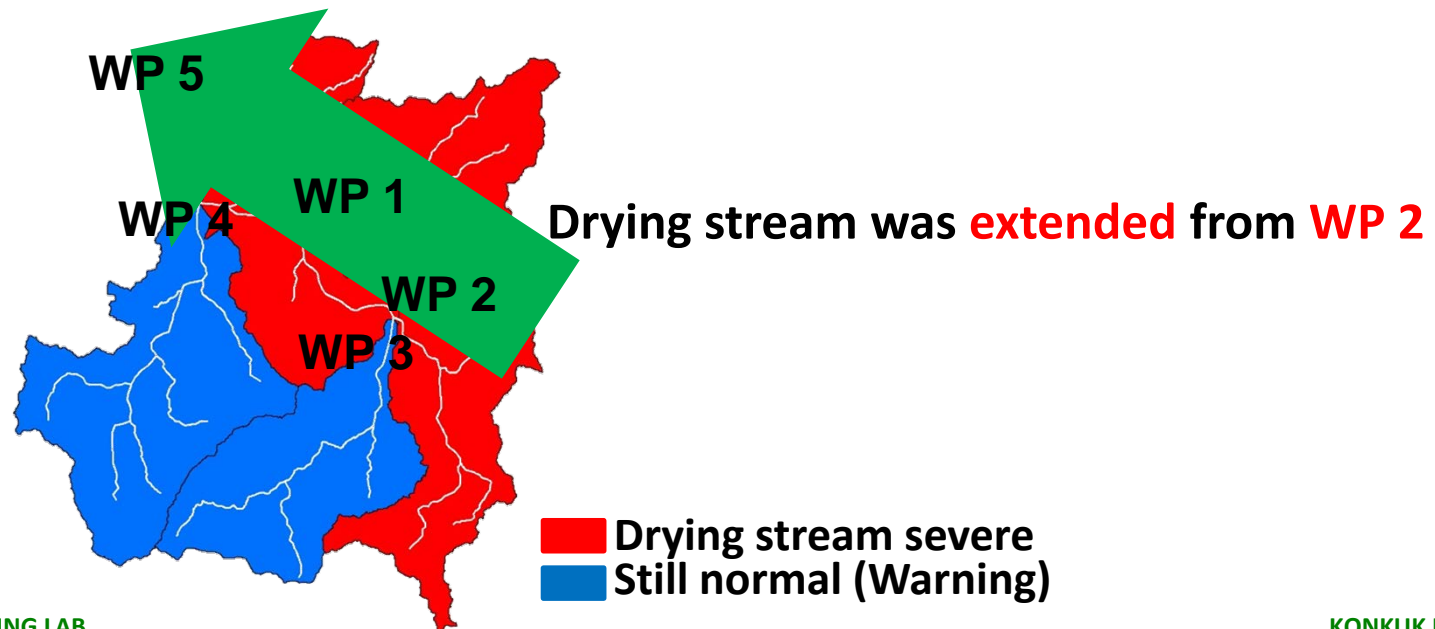 WP 5
WP 1
WP 4
Drying stream was extended from WP 2
WP 2
WP 3
Drying stream severe
Still normal (Warning)
LAB